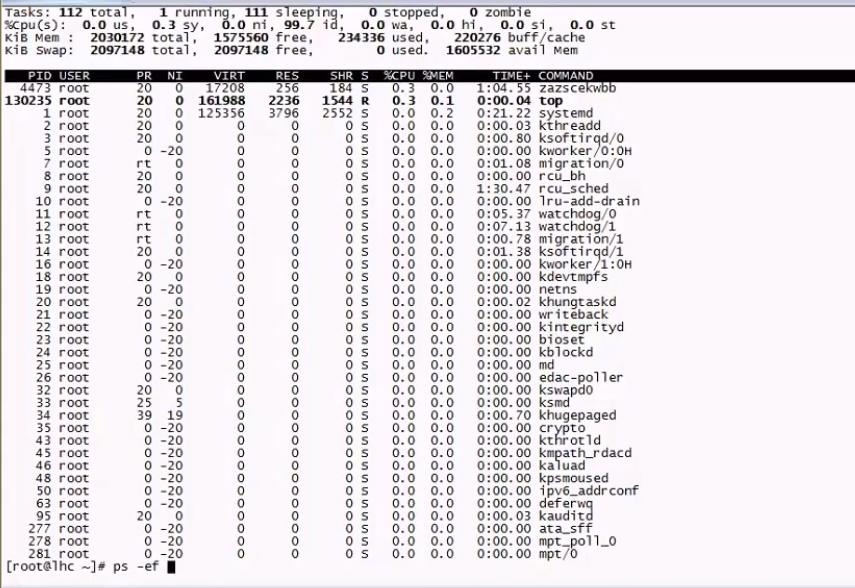 Tasks: 112 total,   1 running, 111 sleeping,   0 stopped,   0 zombie
%Cpu(s):  0.0 us,  0.3 sy,  0.0 ni, 99.7 id,  0.0 wa,  0.0 hi,  0.0 si,  0.0 st
KiB Mem :  2030172 total,  1575560 free,   234336 used,   220276 buff/cache
KiB Swap:  2097148 total,  2097148 free,        0 used.  1605532 avail Mem
PID USER      PR  NI    VIRT    RES    SHR S  %CPU %MEM     TIME+ COMMAND
4473 root      20   0   17208    256    184 S   0.3  0.0   1:04.55 zazscekwbb
130235 root      20   0  161988   2236   1544 R   0.3  0.1   0:00.04 top
1 root      20   0  125356   3796   2552 S   0.0  0.2   0:21.22 systemd
2 root      20   0       0      0      0 S   0.0  0.0   0:00.03 kthreadd
3 root      20   0       0      0      0 S   0.0  0.0   0:00.80 ksoftirqd/0
5 root       0 -20       0      0      0 S   0.0  0.0   0:00.00 kworker/0:0H
7 root      rt   0       0      0      0 S   0.0  0.0   0:01.08 migration/0
8 root      20   0       0      0      0 S   0.0  0.0   0:00.00 rcu_bh
9 root      20   0       0      0      0 S   0.0  0.0   1:30.47 rcu_sched
10 root       0 -20       0      0      0 S   0.0  0.0   0:00.00 lru-add-drain
11 root      rt   0       0      0      0 S   0.0  0.0   0:05.37 watchdog/0
12 root      rt   0       0      0      0 S   0.0  0.0   0:07.13 watchdog/1
13 root      rt   0       0      0      0 S   0.0  0.0   0:00.78 migration/1
14 root      20   0       0      0      0 S   0.0  0.0   0:01.38 ksoftirqd/1
16 root       0 -20       0      0      0 S   0.0  0.0   0:00.00 kworker/1:0H
18 root      20   0       0      0      0 S   0.0  0.0   0:00.00 kdevtmpfs
19 root       0 -20       0      0      0 S   0.0  0.0   0:00.00 netns
20 root      20   0       0      0      0 S   0.0  0.0   0:00.02 khungtaskd
21 root       0 -20       0      0      0 S   0.0  0.0   0:00.00 writeback
22 root       0 -20       0      0      0 S   0.0  0.0   0:00.00 kintegrityd
23 root       0 -20       0      0      0 S   0.0  0.0   0:00.00 bioset
24 root       0 -20       0      0      0 S   0.0  0.0   0:00.00 kblockd
25 root       0 -20       0      0      0 S   0.0  0.0   0:00.00 md
26 root       0 -20       0      0      0 S   0.0  0.0   0:00.00 edac-poller
32 root      20   0       0      0      0 S   0.0  0.0   0:00.00 kswapd0
33 root      25   5       0      0      0 S   0.0  0.0   0:00.00 ksmd
34 root      39  19       0      0      0 S   0.0  0.0   0:00.70 khugepaged
35 root       0 -20       0      0      0 S   0.0  0.0   0:00.00 crypto
43 root       0 -20       0      0      0 S   0.0  0.0   0:00.00 kthrotld
45 root       0 -20       0      0      0 S   0.0  0.0   0:00.00 kmpath_rdacd
46 root       0 -20       0      0      0 S   0.0  0.0   0:00.00 kaluad
48 root       0 -20       0      0      0 S   0.0  0.0   0:00.00 kpsmoused
50 root       0 -20       0      0      0 S   0.0  0.0   0:00.00 ipv6_addrconf
63 root       0 -20       0      0      0 S   0.0  0.0   0:00.00 deferwq
95 root      20   0       0      0      0 S   0.0  0.0   0:00.03 kauditd
277 root       0 -20       0      0      0 S   0.0  0.0   0:00.00 ata_sff
278 root       0 -20       0      0      0 S   0.0  0.0   0:00.00 mpt_poll_0
281 root       0 -20       0      0      0 S   0.0  0.0   0:00.00 mpt/0
[root@lhc ~]# ps -ef